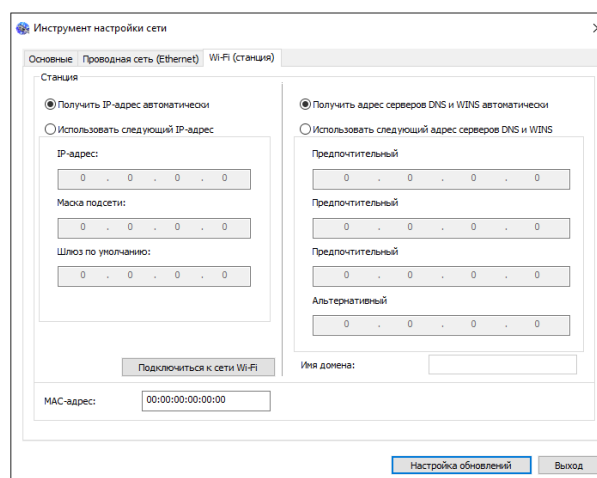 Инструмент настройки сети
Основные Проводная сеть (Ethernet) Wi-Fi (станция)
Станция
Получить IP-адрес автоматически
Использовать следующий IP-адрес
IP-адрес:
0 . 0 . 0 . 0
Маска подсети:
0 . 0 . 0 . 0
Шлюз по умолчанию:
0 . 0 . 0 . 0
Подключиться к сети Wi-Fi
Получить адрес серверов DNS и WINS автоматически
Использовать следующий адрес серверов DNS и WINS
Предпочтительный
0 . 0 . 0 . 0
Предпочтительный
0 . 0 . 0 . 0
Предпочтительный
0 . 0 . 0 . 0
Альтернативный
0 . 0 . 0 . 0
Имя домена:
MAC-адрес: 00:00:00:00:00:00
Настройка обновлений Выход